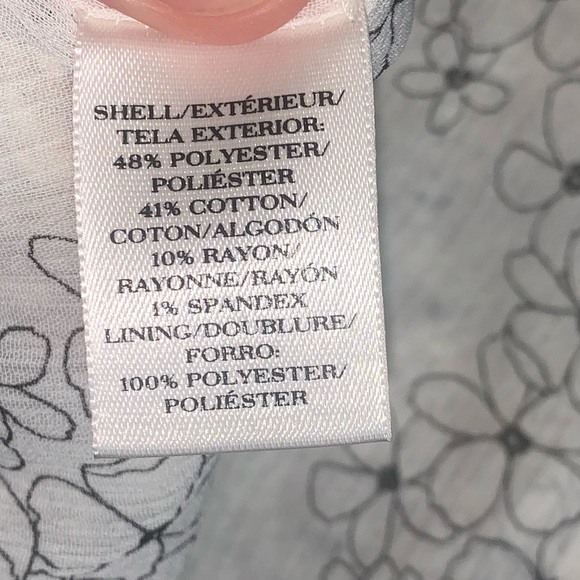 SHELL/EXTÉRIEUR/
TELA EXTERIOR:
48% POLYESTER/
POLIÉSTER
41% COTTON/
COTON/ALGODÓN
10% RAYON/
RAYONNE/RAYÓN
1% SPANDEX
LINING/DOUBLURE/
FORRO:
100% POLYESTER/
POLIÉSTER